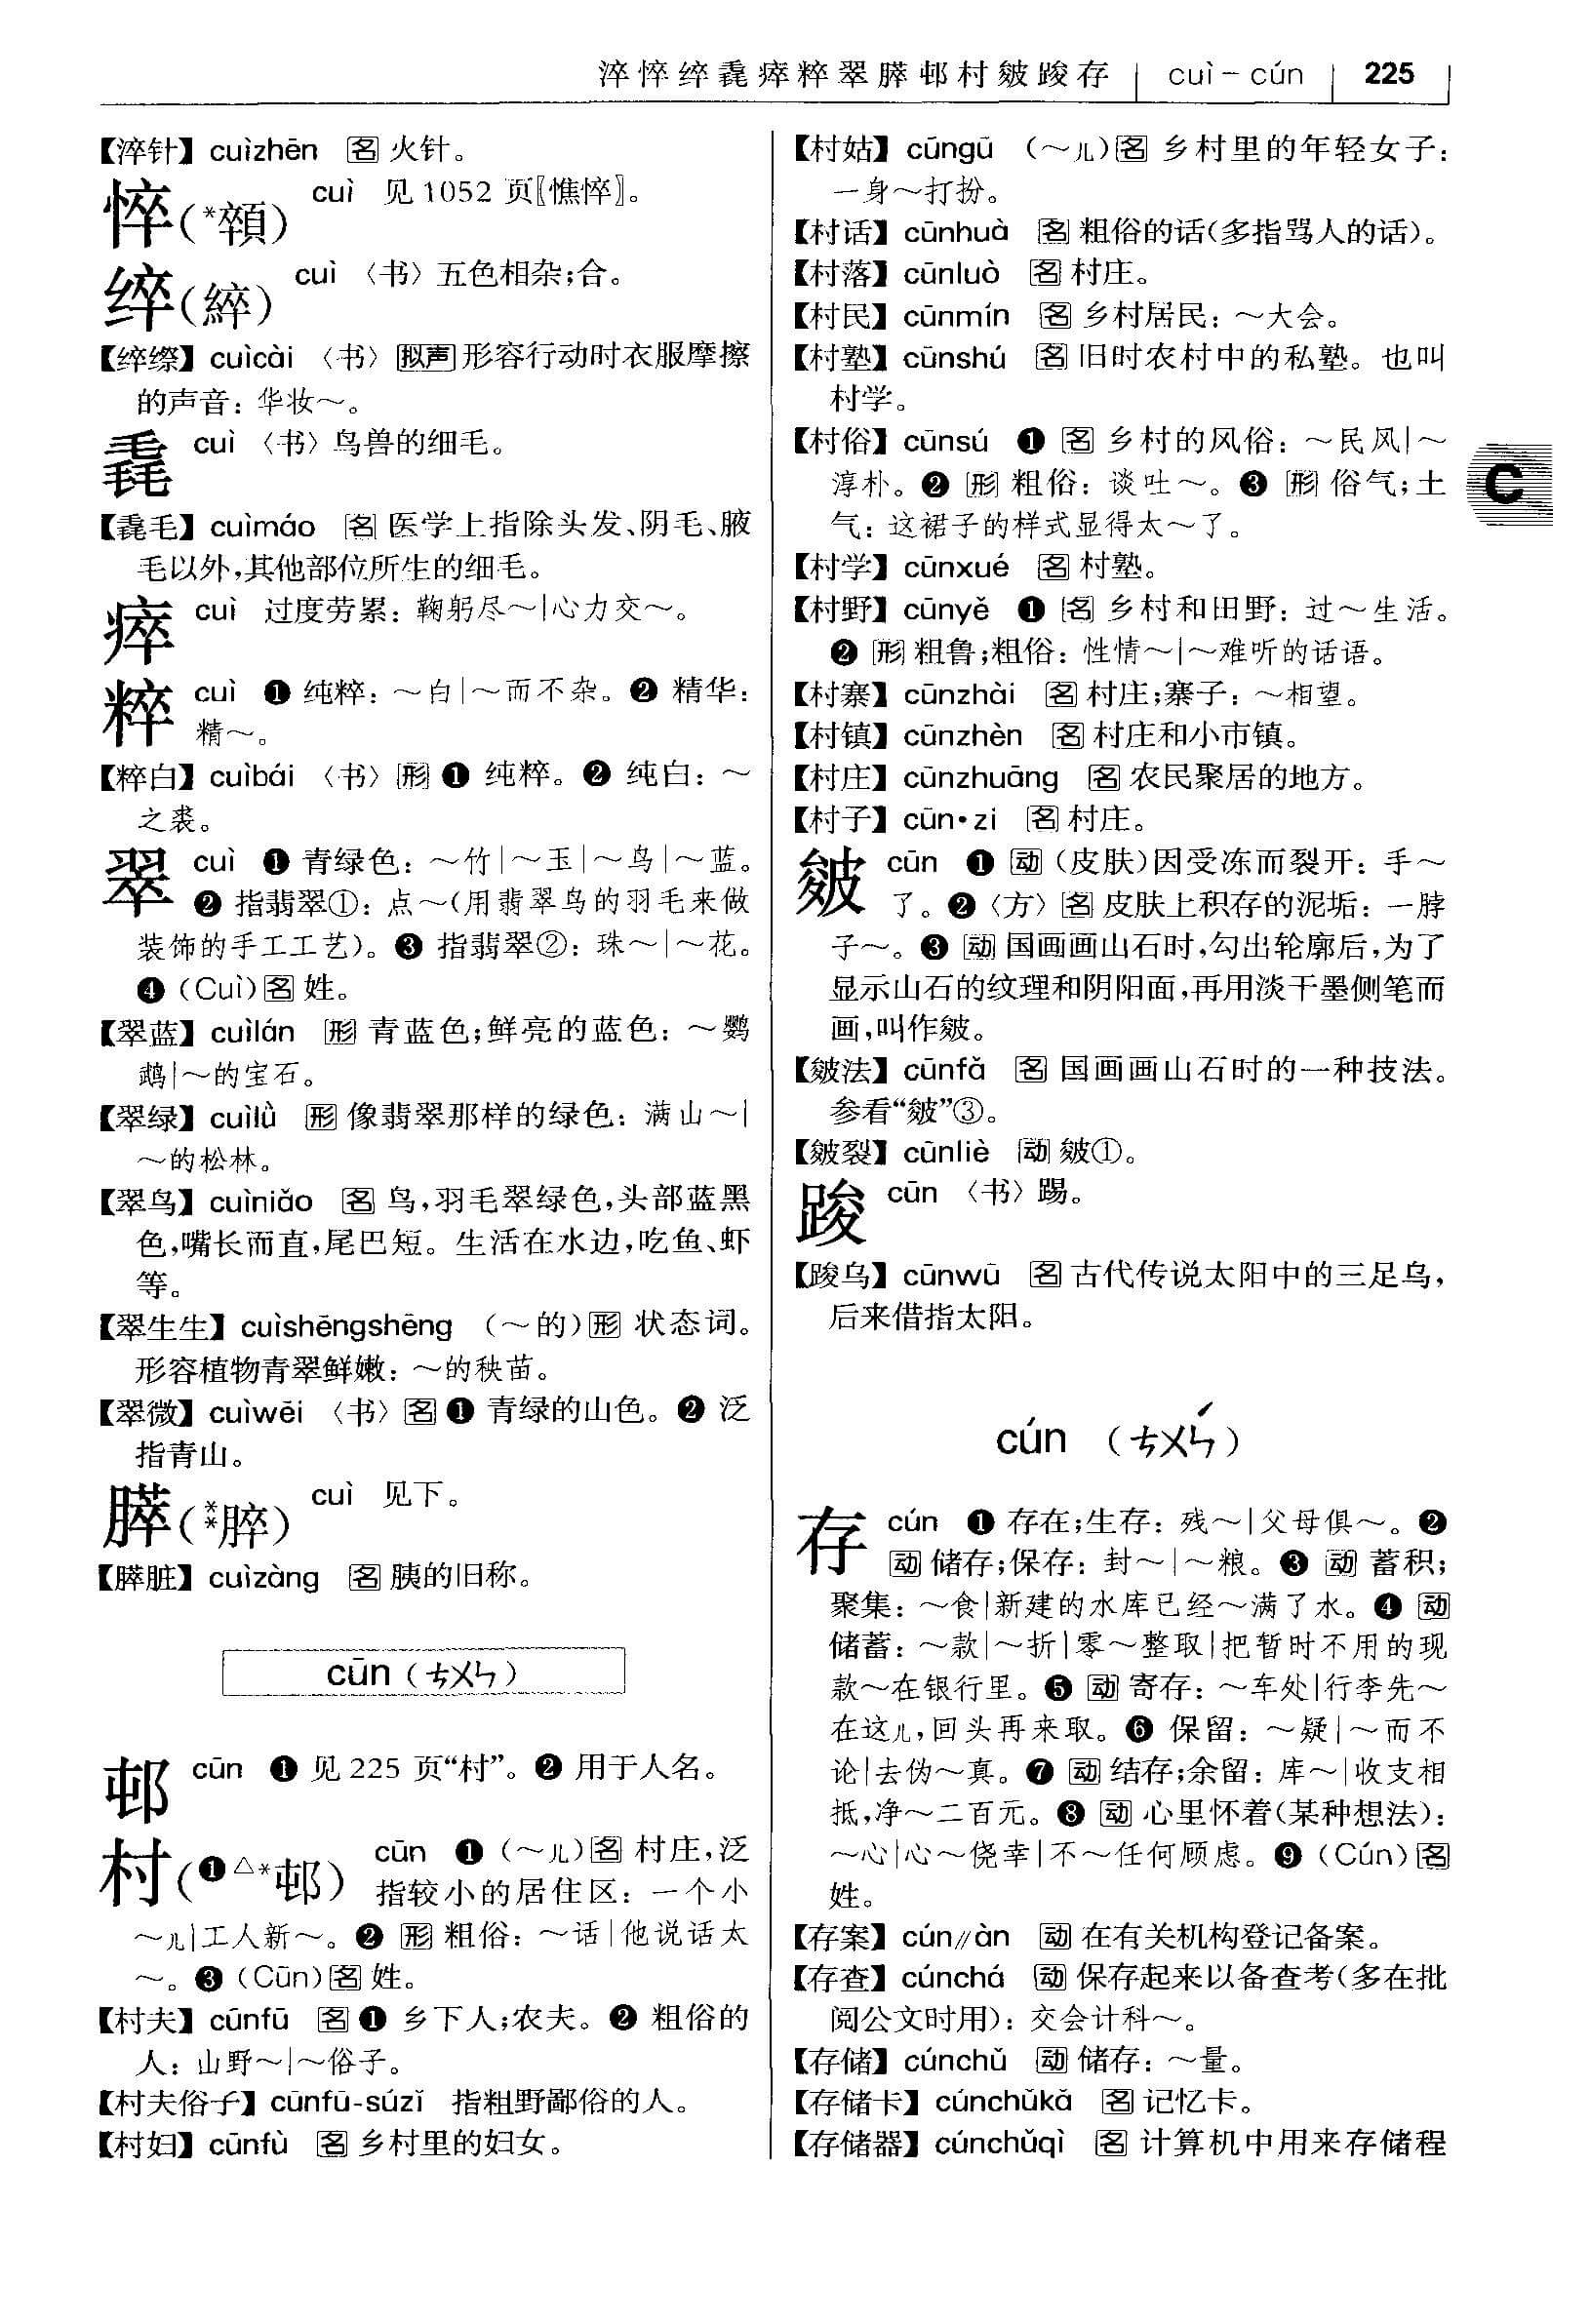 淬悴𬘹毳瘁粹翠膵邨村皴踆存 cuì－cún 225
【淬针】cuìzhēn 名 火针。
悴(*顇) cuì 见 1052 页〖憔悴〗。
𬘹(綷) cuì 〈书〉五色相杂;合。
【𬘹縩】cuìcài 〈书〉拟声 形容行动时衣服摩擦
的声音：华妆～。
毳 cuì 〈书〉鸟兽的细毛。
【毳毛】cuìmáo 名 医学上指除头发、阴毛、腋
毛以外,其他部位所生的细毛。
瘁 cuì 过度劳累：鞠躬尽～|心力交～。
粹 cuì ❶ 纯粹：～白|～而不杂。❷ 精华：
精～。
【粹白】cuìbái 〈书〉形 ❶ 纯粹。❷ 纯白：～
之裘。
翠 cuì ❶ 青绿色：～竹|～玉|～鸟|～蓝。
❷ 指翡翠①：点～(用翡翠鸟的羽毛来做
装饰的手工工艺)。❸ 指翡翠②：珠～|～花。
❹ (Cuì) 名 姓。
【翠蓝】cuìlán 形 青蓝色;鲜亮的蓝色：～鹦
鹉|～的宝石。
【翠绿】cuìlǜ 形 像翡翠那样的绿色：满山～|
～的松林。
【翠鸟】cuìniǎo 名 鸟,羽毛翠绿色,头部蓝黑
色,嘴长而直,尾巴短。生活在水边,吃鱼、虾
等。
【翠生生】cuìshēngshēng (～的) 形 状态词。
形容植物青翠鲜嫩：～的秧苗。
【翠微】cuìwēi 〈书〉名 ❶ 青绿的山色。❷ 泛
指青山。
膵(**脺) cuì 见下。
【膵脏】cuìzàng 名 胰的旧称。
cūn (ㄘㄨㄣ)
邨 cūn ❶ 见 225 页“村”。❷ 用于人名。
村(❶△*邨) cūn ❶ (～儿) 名 村庄,泛
指较小的居住区：一个小
～儿|工人新～。❷ 形 粗俗：～话|他说话太
～。❸ (Cūn) 名 姓。
【村夫】cūnfū 名 ❶ 乡下人;农夫。❷ 粗俗的
人：山野～|～俗子。
【村夫俗子】cūnfū-súzǐ 指粗野鄙俗的人。
【村妇】cūnfù 名 乡村里的妇女。
【村姑】cūngū (～儿) 名 乡村里的年轻女子：
一身～打扮。
【村话】cūnhuà 名 粗俗的话(多指骂人的话)。
【村落】cūnluò 名 村庄。
【村民】cūnmín 名 乡村居民：～大会。
【村塾】cūnshú 名 旧时农村中的私塾。也叫
村学。
【村俗】cūnsú ❶ 名 乡村的风俗：～民风|～
淳朴。❷ 形 粗俗：谈吐～。❸ 形 俗气;土
气：这裙子的样式显得太～了。
【村学】cūnxué 名 村塾。
【村野】cūnyě ❶ 名 乡村和田野：过～生活。
❷ 形 粗鲁;粗俗：性情～|～难听的话语。
【村寨】cūnzhài 名 村庄;寨子：～相望。
【村镇】cūnzhèn 名 村庄和小市镇。
【村庄】cūnzhuāng 名 农民聚居的地方。
【村子】cūn•zi 名 村庄。
皴 cūn ❶ 动 (皮肤)因受冻而裂开：手～
了。❷〈方〉名 皮肤上积存的泥垢：一脖
子～。❸ 动 国画画山石时,勾出轮廓后,为了
显示山石的纹理和阴阳面,再用淡干墨侧笔而
画,叫作皴。
【皴法】cūnfǎ 名 国画画山石时的一种技法。
参看“皴”③。
【皴裂】cūnliè 动 皴①。
踆 cūn 〈书〉踢。
【踆乌】cūnwū 名 古代传说太阳中的三足乌,
后来借指太阳。
cún (ㄘㄨㄣˊ)
存 cún ❶ 存在;生存：残～|父母俱～。❷
动 储存;保存：封～|～粮。❸ 动 蓄积;
聚集：～食|新建的水库已经～满了水。❹ 动
储蓄：～款|～折|零～整取|把暂时不用的现
款～在银行里。❺ 动 寄存：～车处|行李先～
在这儿,回头再来取。❻ 保留：～疑|～而不
论|去伪～真。❼ 动 结存;余留：库～|收支相
抵,净～二百元。❽ 动 心里怀着(某种想法)：
～心|心～侥幸|不～任何顾虑。❾ (Cún) 名
姓。
【存案】cún//àn 动 在有关机构登记备案。
【存查】cúnchá 动 保存起来以备查考(多在批
阅公文时用)：交会计科～。
【存储】cúnchǔ 动 储存：～量。
【存储卡】cúnchǔkǎ 名 记忆卡。
【存储器】cúnchǔqì 名 计算机中用来存储程
C